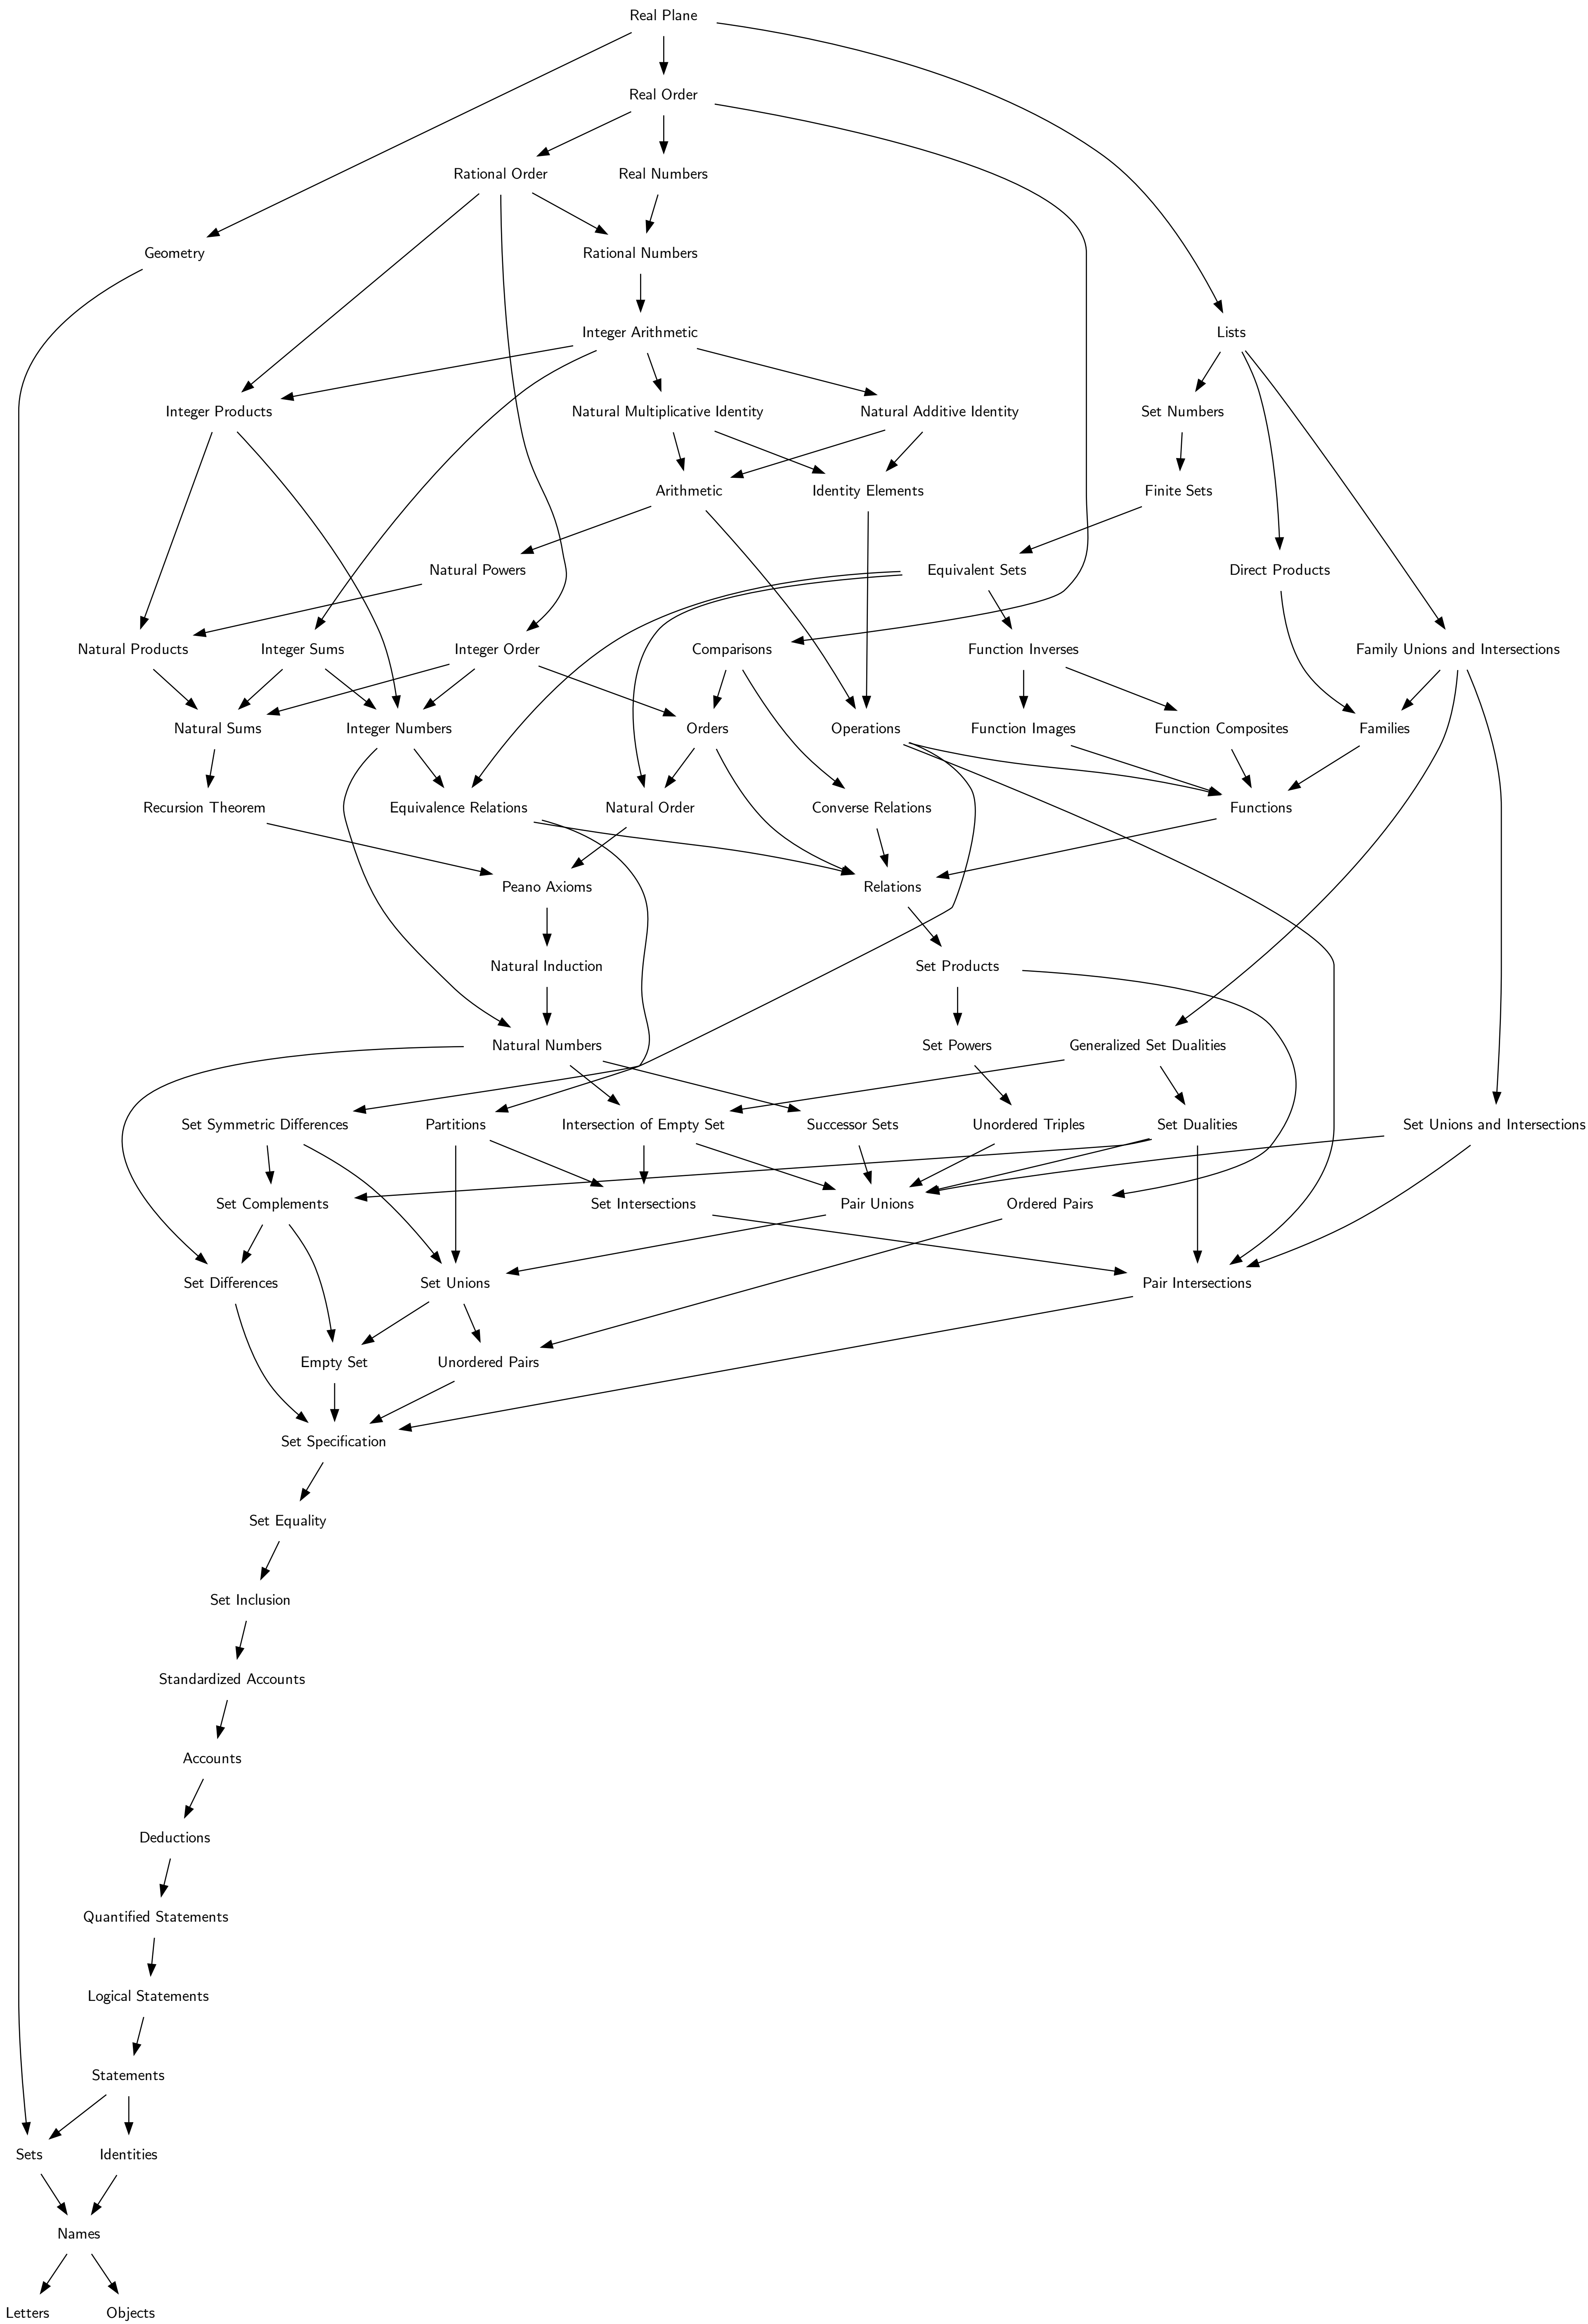 Real Plane
Real Order
Rational Order
Real Numbers
Geometry
Rational Numbers
Integer Arithmetic
Lists
Integer Products
Natural Multiplicative Identity
Natural Additive Identity
Set Numbers
Arithmetic
Identity Elements
Finite Sets
Natural Powers
Equivalent Sets
Direct Products
Natural Products
Integer Sums
Integer Order
Comparisons
Function Inverses
Family Unions and Intersections
Natural Sums
Integer Numbers
Orders
Operations
Function Images
Function Composites
Families
Recursion Theorem
Equivalence Relations
Natural Order
Converse Relations
Functions
Peano Axioms
Relations
Natural Induction
Set Products
Natural Numbers
Set Powers
Generalized Set Dualities
Set Symmetric Differences
Partitions
Intersection of Empty Set
Successor Sets
Unordered Triples
Set Dualities
Set Unions and Intersections
Set Complements
Set Intersections
Pair Unions
Ordered Pairs
Set Differences
Set Unions
Pair Intersections
Empty Set
Unordered Pairs
Set Specification
Set Equality
Set Inclusion
Standardized Accounts
Accounts
Deductions
Quantified Statements
Logical Statements
Statements
Sets
Identities
Names
Letters
Objects